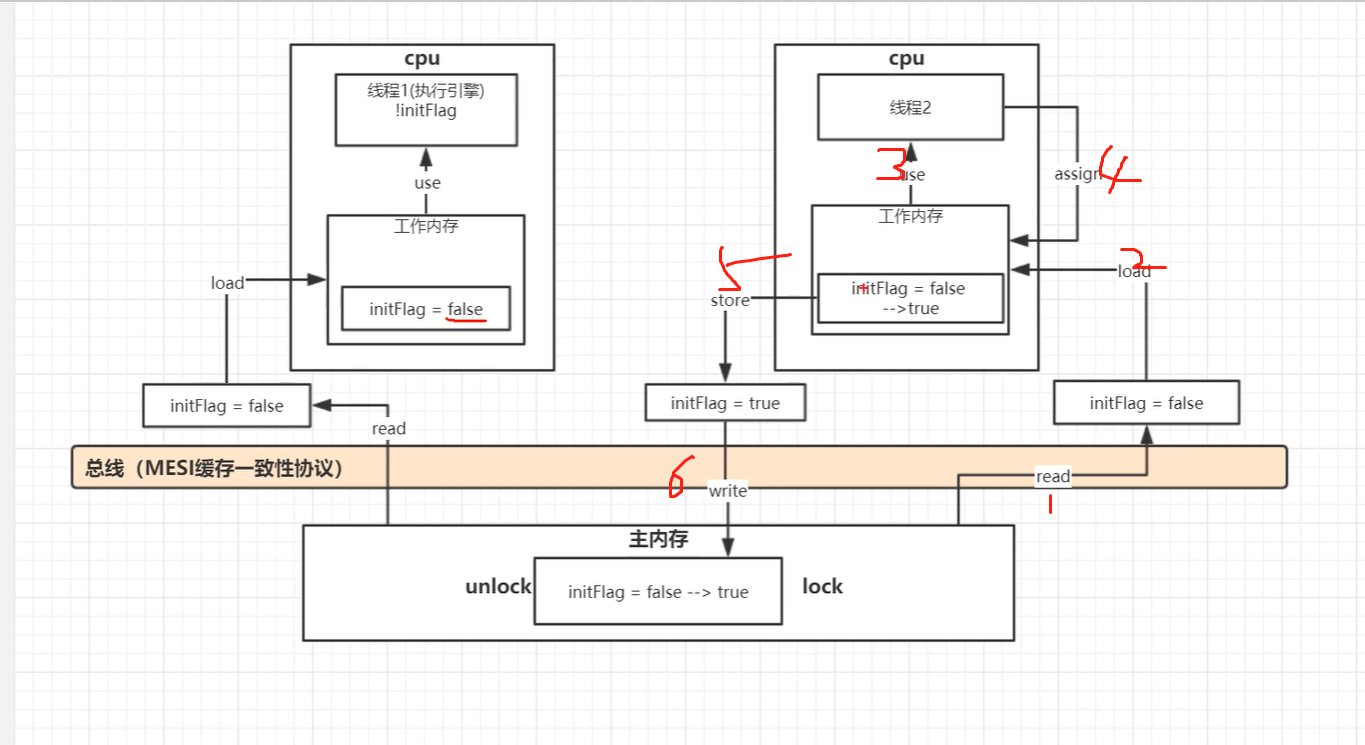 cpu
线程1(执行引擎)
!initFlag
use
工作内存
initFlag = false
load
initFlag = false
read
cpu
线程2
3
use
assign
4
工作内存
initFlag = false
-->true
5
store
2
load
initFlag = true
initFlag = false
总线（MESI缓存一致性协议）
6
write
read
1
主内存
unlock
initFlag = false --> true
lock